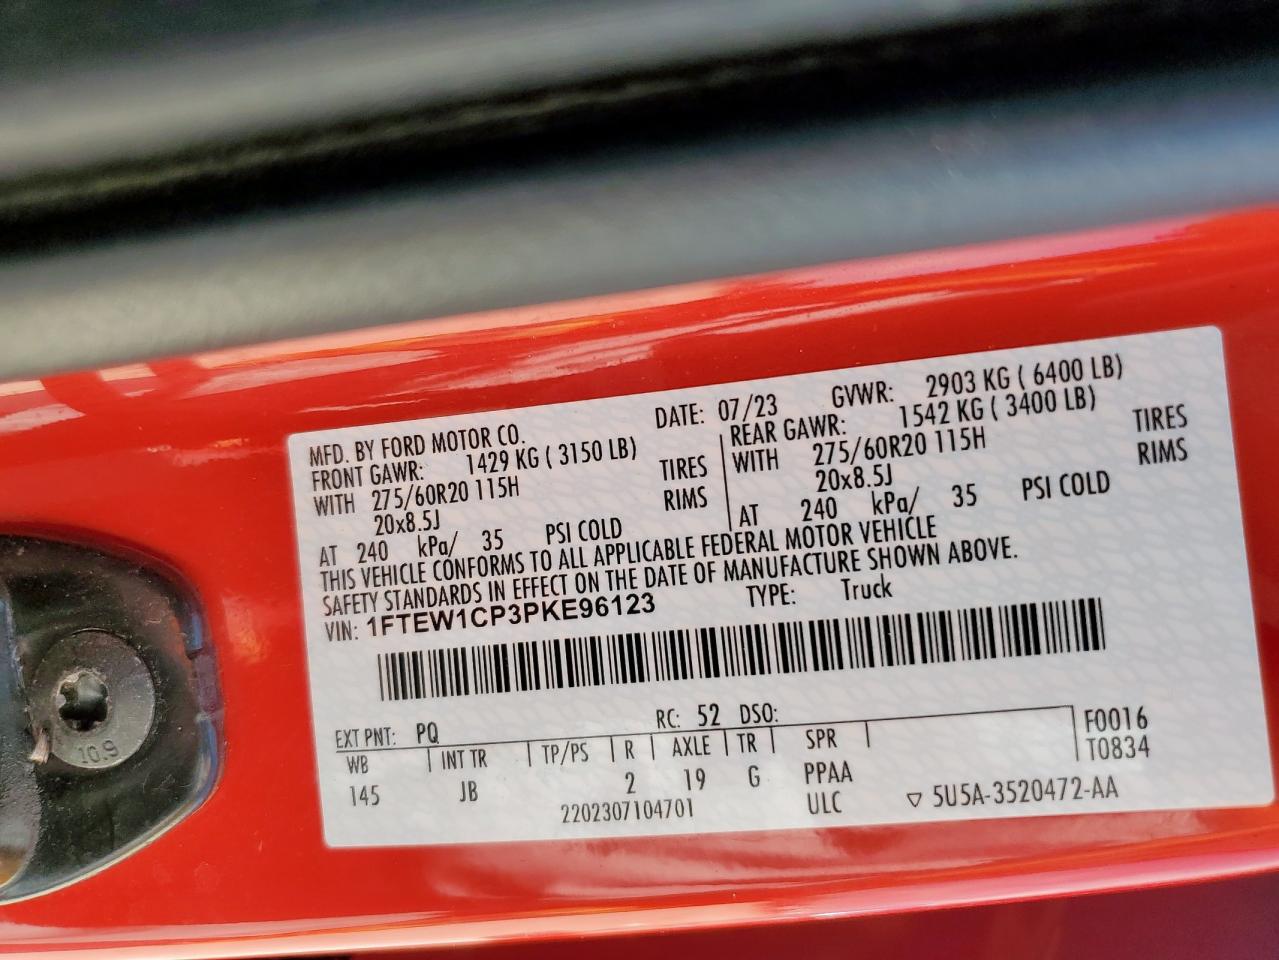 MFD. BY FORD MOTOR CO. DATE: 07/23 GVWR: 2903 KG ( 6400 LB)
FRONT GAWR: 1429 KG ( 3150 LB) REAR GAWR: 1542 KG ( 3400 LB)
WITH 275/60R20 115H TIRES WITH 275/60R20 115H TIRES
20x8.5J RIMS 20x8.5J RIMS
AT 240 kPa/ 35 PSI COLD AT 240 kPa/ 35 PSI COLD
THIS VEHICLE CONFORMS TO ALL APPLICABLE FEDERAL MOTOR VEHICLE
SAFETY STANDARDS IN EFFECT ON THE DATE OF MANUFACTURE SHOWN ABOVE.
VIN: 1FTEW1CP3PKE96123 TYPE: Truck
EXT PNT: PQ RC: 52 DSO:
WB INT TR TP/PS R AXLE TR SPR F0016
145 JB 2 19 G PPAA T0834
2202307104701 ULC ▽ 5U5A-3520472-AA
10.9